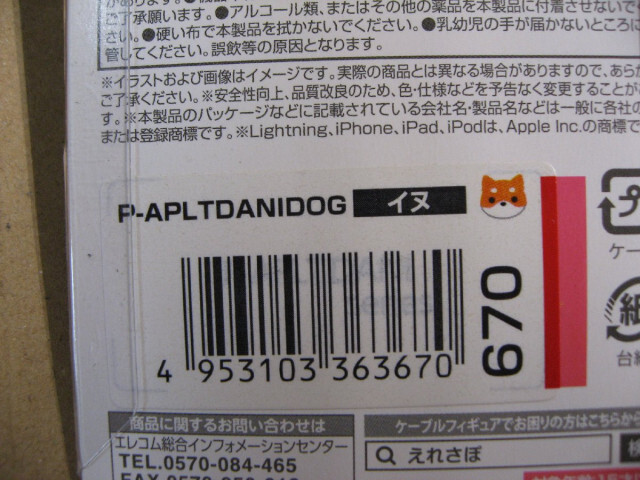 ご了承願います。
●アルコール類、またはその他の薬品を本製品に付着させないで
さい。●硬い布で本製品を拭かないでください。●乳幼児の手が届かないところに
管してください。誤飲等の原因となります。
※イラストおよび画像はイメージです。実際の商品とは異なる場合がありますので、あら
ご了承ください。※安全性向上、品質改良のため、色・仕様などを予告なく変更することが
す。※本製品のパッケージなどに記載されている会社名・製品名などは一般に各社の
または登録商標です。※Lightning、iPhone、iPad、iPodは、Apple Inc.の商標で
P-APLTDANIDOG イヌ
670
4 953103 363670
ケー
紙
台紙
商品に関するお問い合わせは
エレコム総合インフォメーションセンター
TEL.0570-084-465
ケーブルフィギュアでお困りの方はこちらから
えれさぽ
検